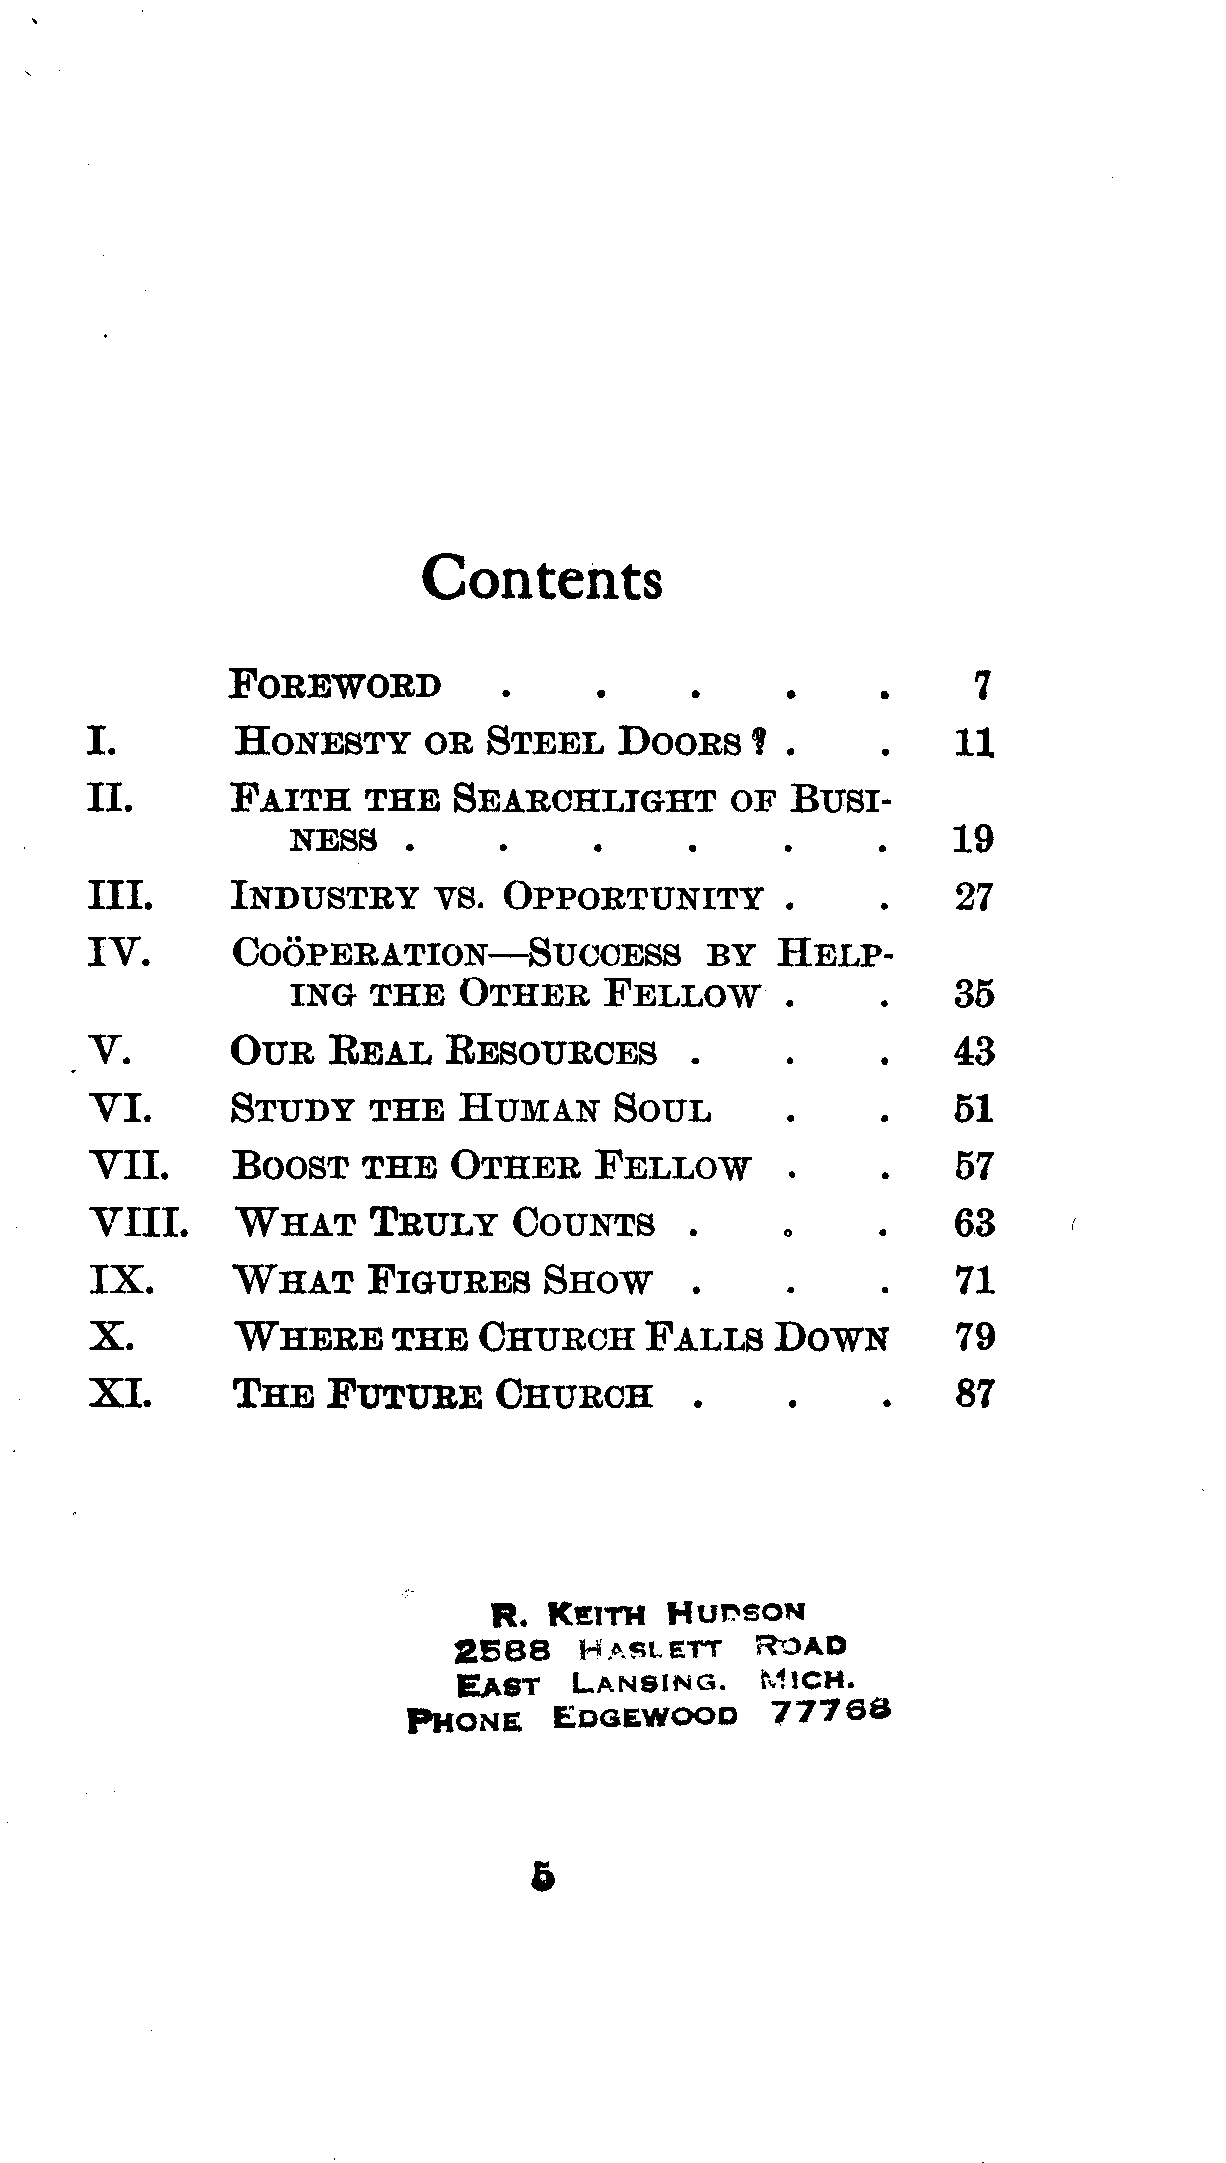 Contents
FOREWORD . . . . . 7
I. HONESTY OR STEEL DOORS? . . 11
II. FAITH THE SEARCHLIGHT OF BUSI-
NESS . . . . . . 19
III. INDUSTRY VS. OPPORTUNITY . . 27
IV. COÖPERATION—SUCCESS BY HELP-
ING THE OTHER FELLOW . . 35
V. OUR REAL RESOURCES . . . 43
VI. STUDY THE HUMAN SOUL . . 51
VII. BOOST THE OTHER FELLOW . . 57
VIII. WHAT TRULY COUNTS . . . 63
IX. WHAT FIGURES SHOW . . . 71
X. WHERE THE CHURCH FALLS DOWN 79
XI. THE FUTURE CHURCH . . . 87
R. KEITH HUDSON
2588 HASLETT ROAD
EAST LANSING. MICH.
PHONE EDGEWOOD 77768
5